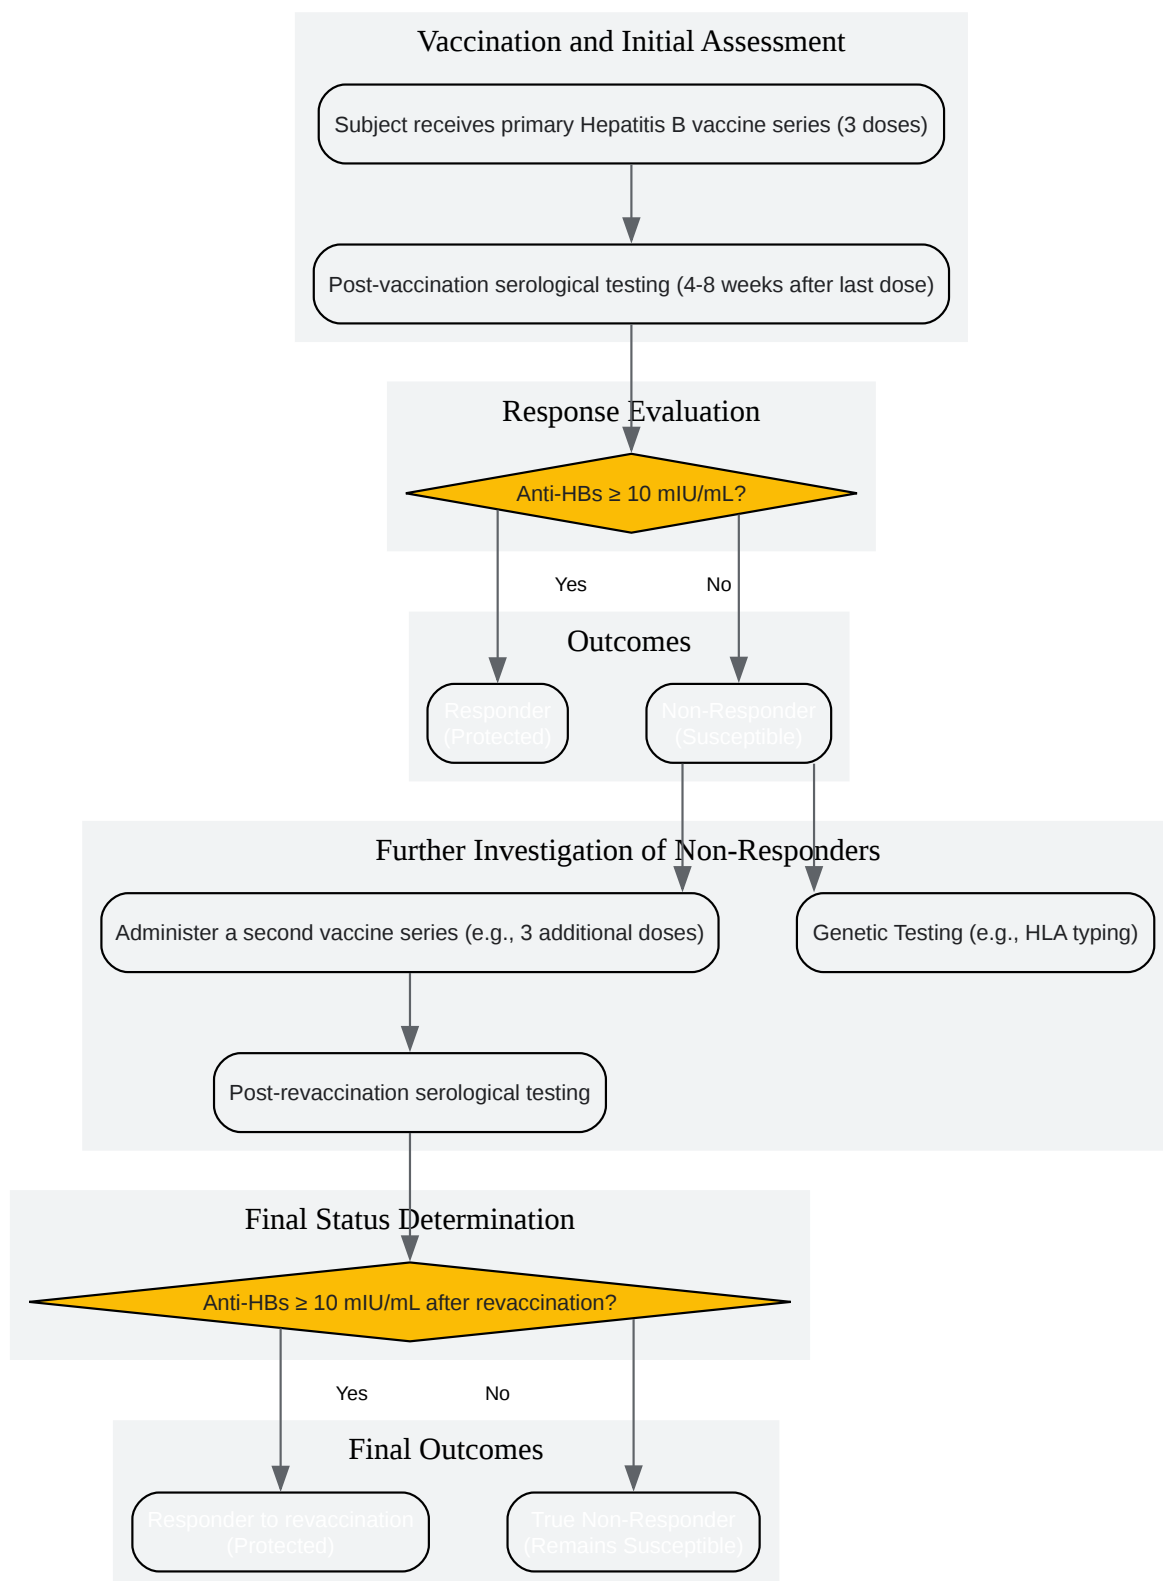 Vaccination and Initial Assessment
Subject receives primary Hepatitis B vaccine series (3 doses)
Post-vaccination serological testing (4-8 weeks after last dose)
Response Evaluation
Anti-HBs ≥ 10 mIU/mL?
Yes
No
Outcomes
Responder
(Protected)
Non-Responder
(Susceptible)
Further Investigation of Non-Responders
Administer a second vaccine series (e.g., 3 additional doses)
Genetic Testing (e.g., HLA typing)
Post-revaccination serological testing
Final Status Determination
Anti-HBs ≥ 10 mIU/mL after revaccination?
Yes
No
Final Outcomes
Responder to revaccination
(Protected)
True Non-Responder
(Remains Susceptible)